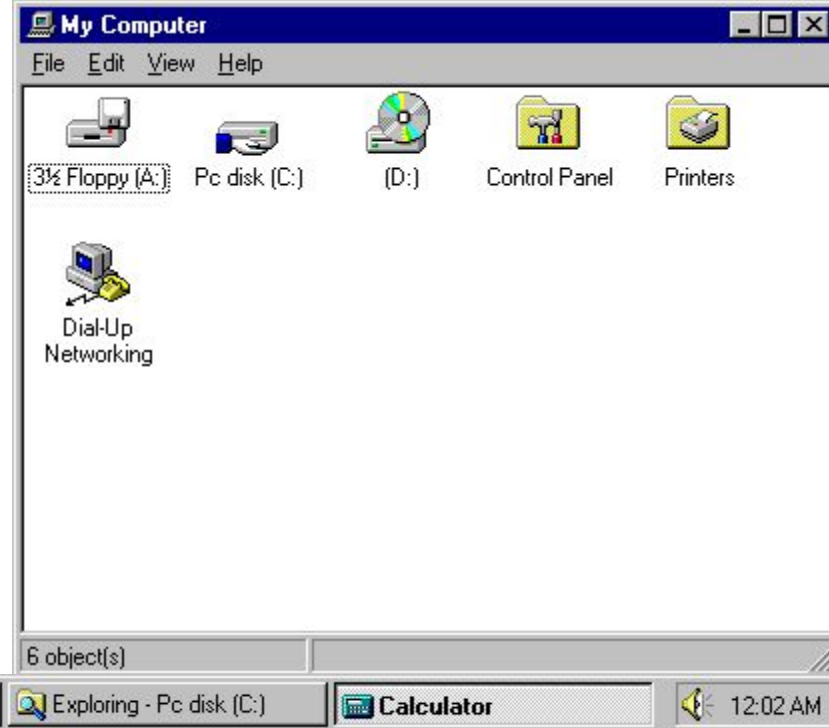 My Computer
File Edit View Help
3½ Floppy (A:) Pc disk (C:) (D:) Control Panel Printers
Dial-Up
Networking
6 object(s)
Exploring - Pc disk (C:) Calculator 12:02 AM